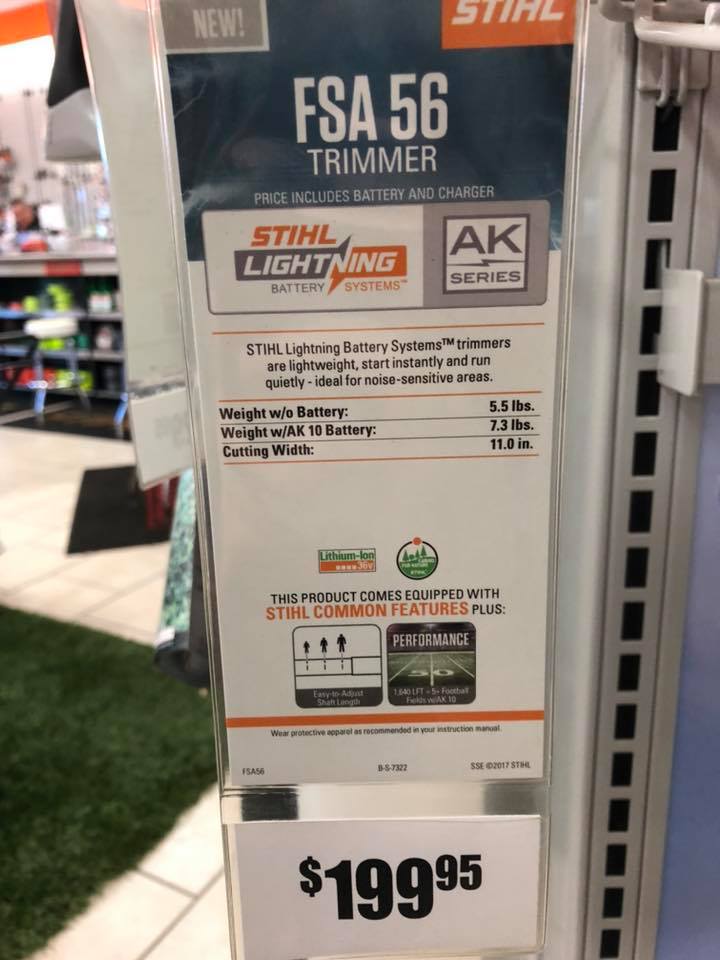 NEW!
STIHL
FSA 56
TRIMMER
PRICE INCLUDES BATTERY AND CHARGER
STIHL
LIGHTNING
BATTERY SYSTEMS™
AK
SERIES
STIHL Lightning Battery Systems™ trimmers
are lightweight, start instantly and run
quietly - ideal for noise-sensitive areas.
Weight w/o Battery: 5.5 lbs.
Weight w/AK 10 Battery: 7.3 lbs.
Cutting Width: 11.0 in.
Lithium-Ion
36V
STIHL
THIS PRODUCT COMES EQUIPPED WITH
STIHL COMMON FEATURES PLUS:
PERFORMANCE
50
Easy-to-Adjust
Shaft Length
1,640 LFT = 5+ Football
Fields w/AK 10
Wear protective apparel as recommended in your instruction manual.
FSA56 B-S-7322 SSE ©2017 STIHL
$19995